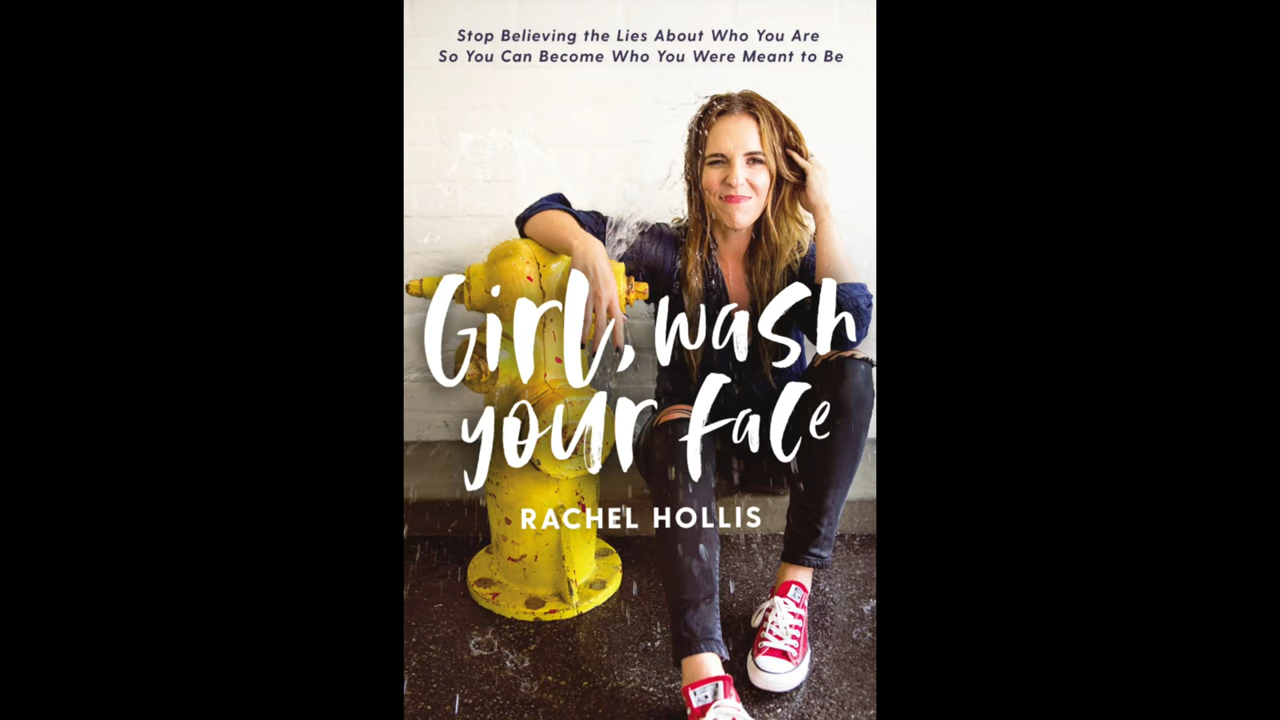 Stop Believing the Lies About Who You Are
So You Can Become Who You Were Meant to Be
Girl, wash
your face
RACHEL HOLLIS